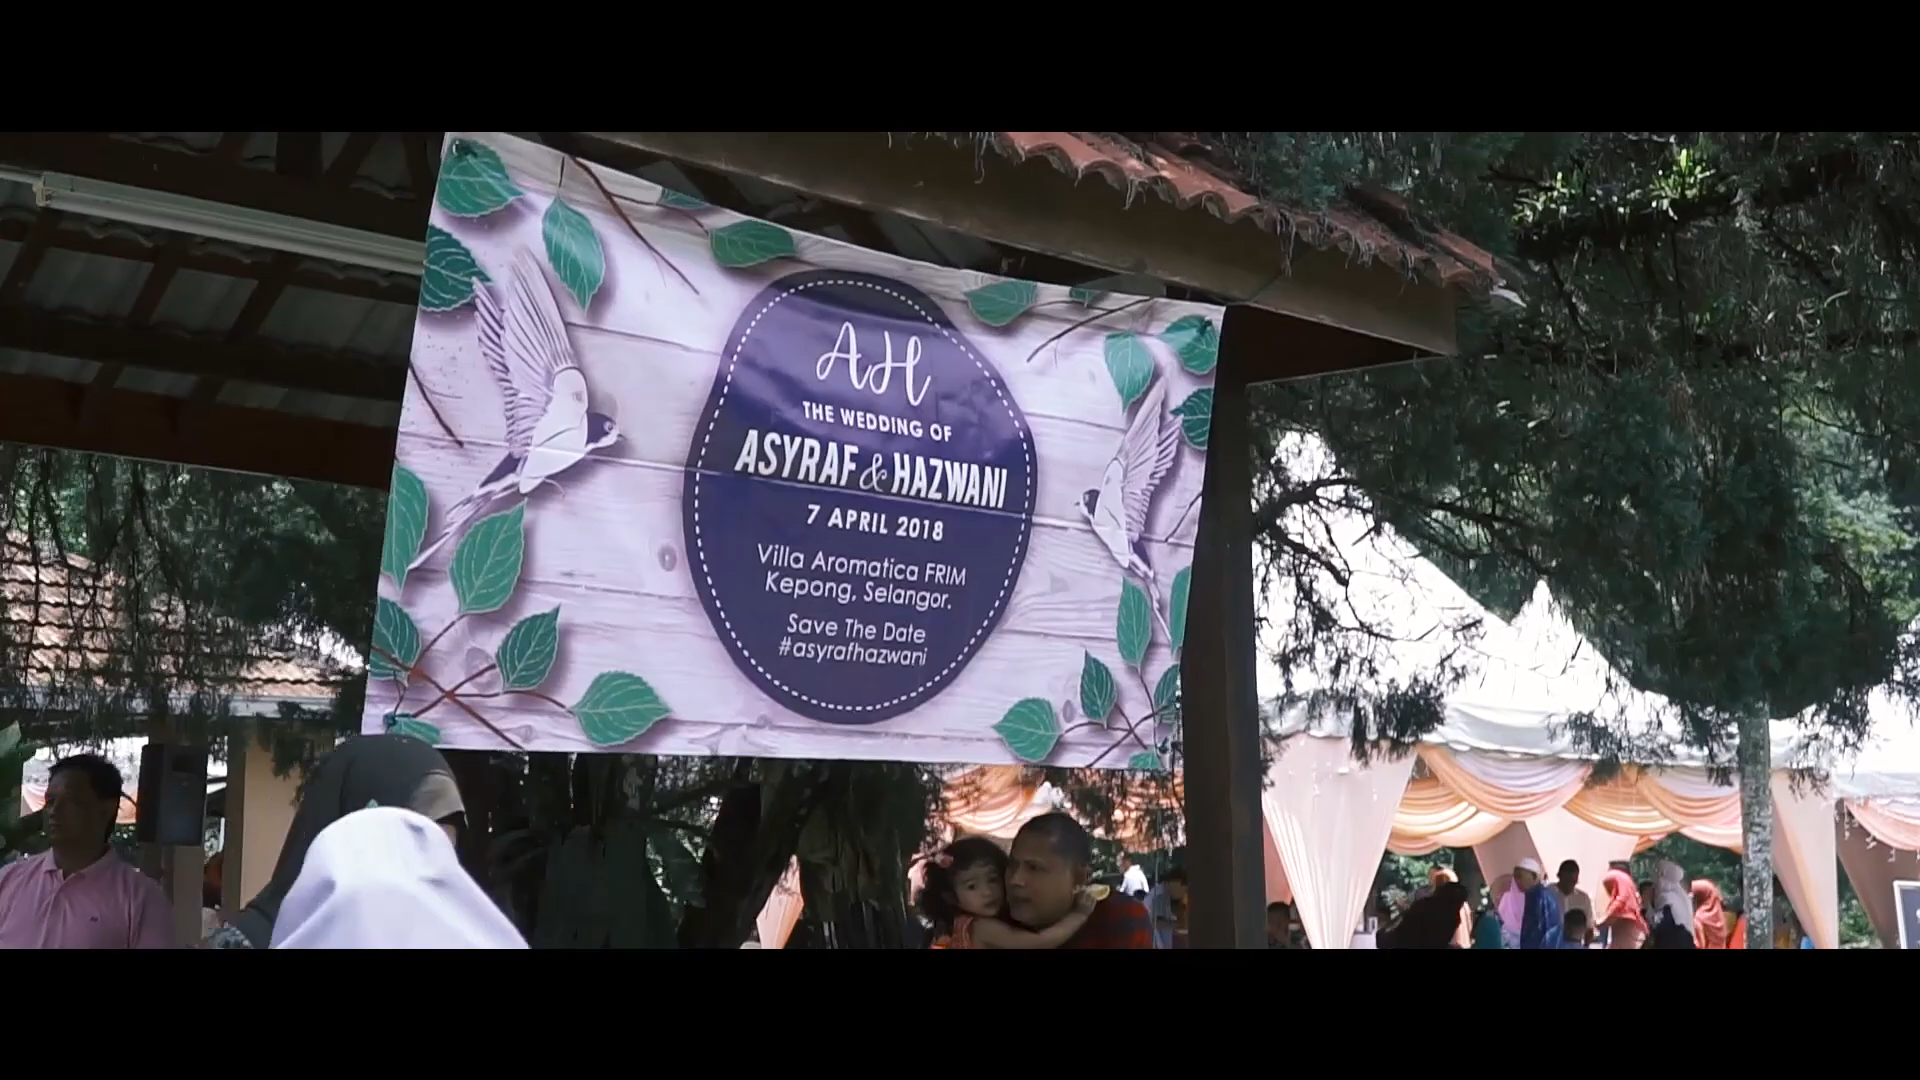 AH
THE WEDDING OF
ASYRAF & HAZWANI
7 APRIL 2018
Villa Aromatica FRIM
Kepong, Selangor.
Save The Date
#asyrafhazwani